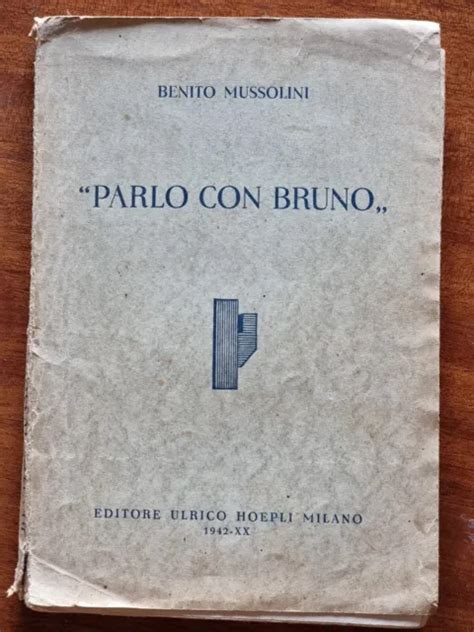 BENITO MUSSOLINI
“PARLO CON BRUNO„
EDITORE ULRICO HOEPLI MILANO
1942-XX